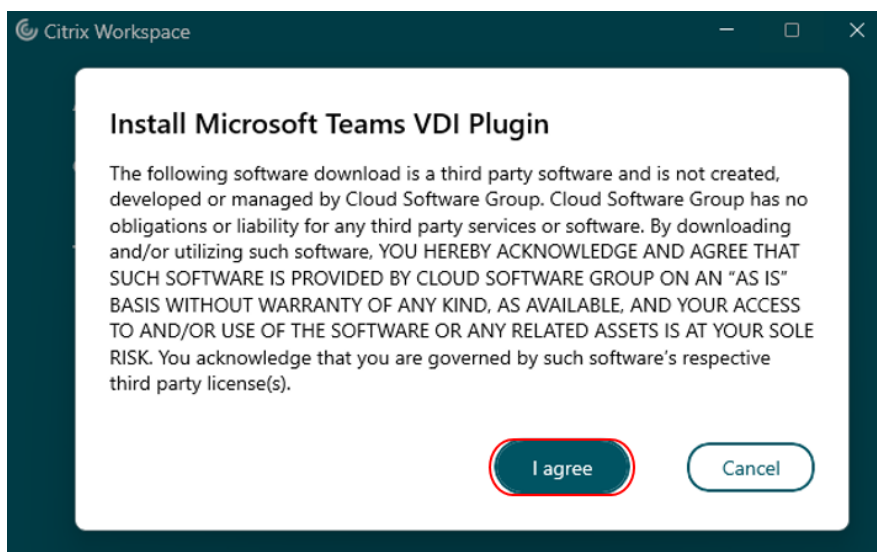 Citrix Workspace
Install Microsoft Teams VDI Plugin
The following software download is a third party software and is not created,
developed or managed by Cloud Software Group. Cloud Software Group has no
obligations or liability for any third party services or software. By downloading
and/or utilizing such software, YOU HEREBY ACKNOWLEDGE AND AGREE THAT
SUCH SOFTWARE IS PROVIDED BY CLOUD SOFTWARE GROUP ON AN “AS IS”
BASIS WITHOUT WARRANTY OF ANY KIND, AS AVAILABLE, AND YOUR ACCESS
TO AND/OR USE OF THE SOFTWARE OR ANY RELATED ASSETS IS AT YOUR SOLE
RISK. You acknowledge that you are governed by such software’s respective
third party license(s).
I agree
Cancel